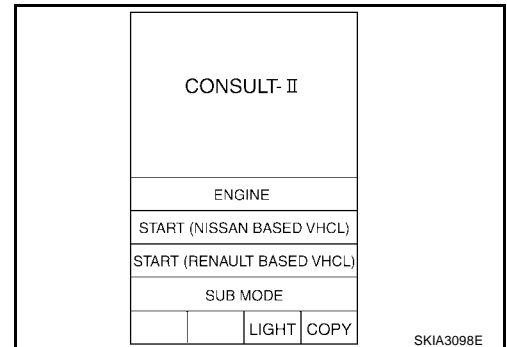 CONSULT-II
ENGINE
START (NISSAN BASED VHCL)
START (RENAULT BASED VHCL)
SUB MODE
LIGHT COPY
SKIA3098E